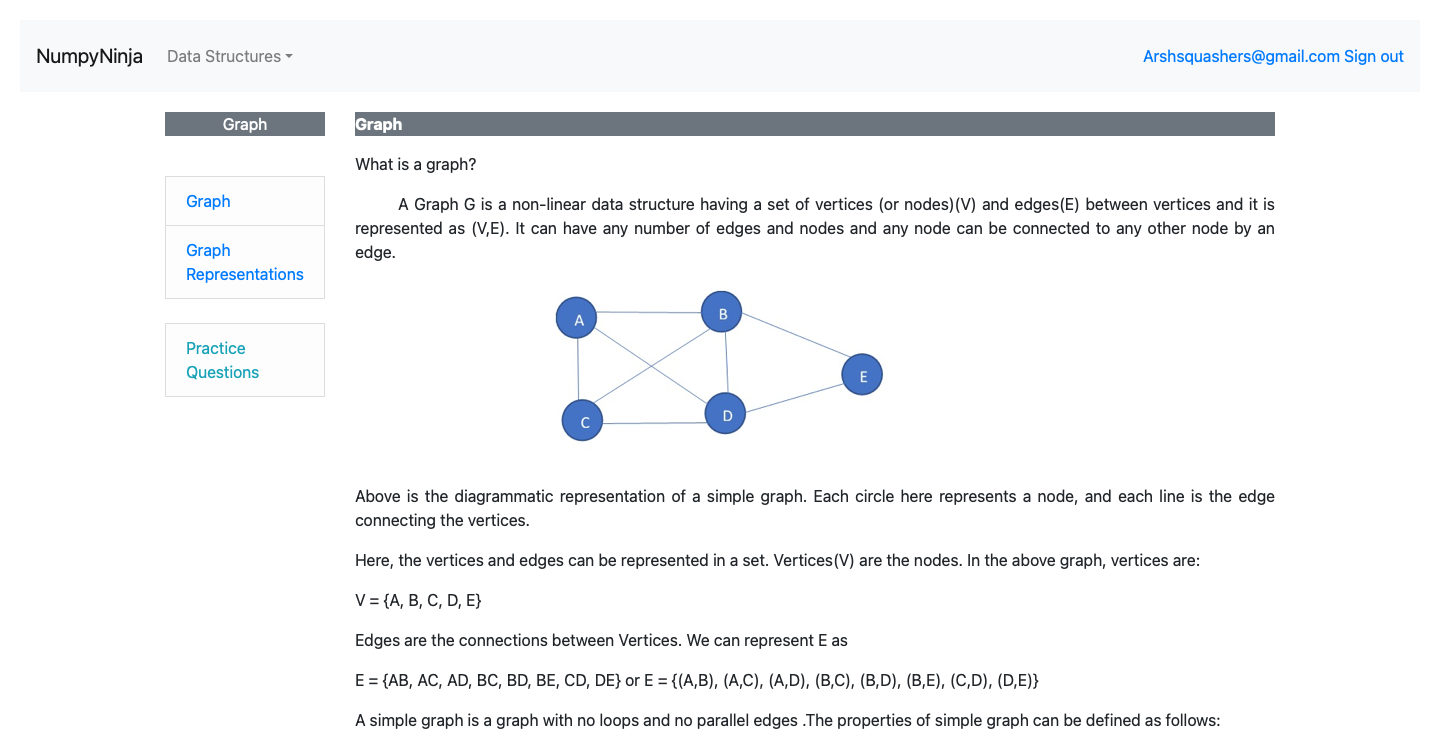 NumpyNinja Data Structures Arshsquashers@gmail.com Sign out
Graph
Graph
Graph
Representations
Practice
Questions
Graph
What is a graph?
A Graph G is a non-linear data structure having a set of vertices (or nodes)(V) and edges(E) between vertices and it is
represented as (V,E). It can have any number of edges and nodes and any node can be connected to any other node by an
edge.
A
B
E
C
D
Above is the diagrammatic representation of a simple graph. Each circle here represents a node, and each line is the edge
connecting the vertices.
Here, the vertices and edges can be represented in a set. Vertices(V) are the nodes. In the above graph, vertices are:
V = {A, B, C, D, E}
Edges are the connections between Vertices. We can represent E as
E = {AB, AC, AD, BC, BD, BE, CD, DE} or E = {(A,B), (A,C), (A,D), (B,C), (B,D), (B,E), (C,D), (D,E)}
A simple graph is a graph with no loops and no parallel edges .The properties of simple graph can be defined as follows: